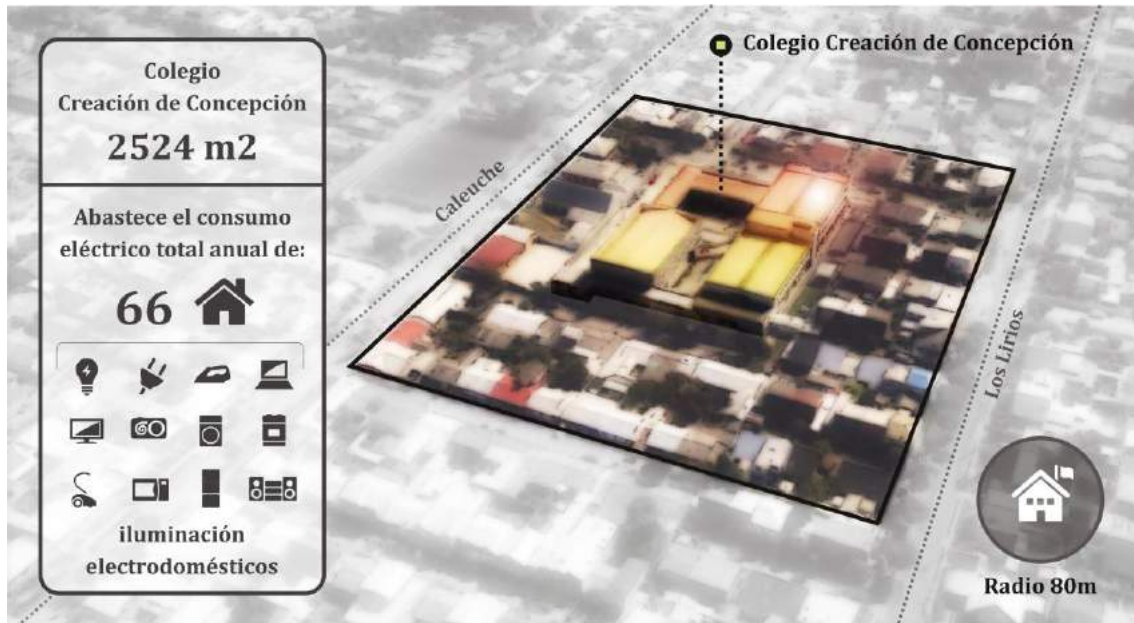 Colegio
Creación de Concepción
2524 m2
Abastece el consumo
eléctrico total anual de:
66
iluminación
electrodomésticos
Colegio Creación de Concepción
Caleuche
Los Lirios
Radio 80m